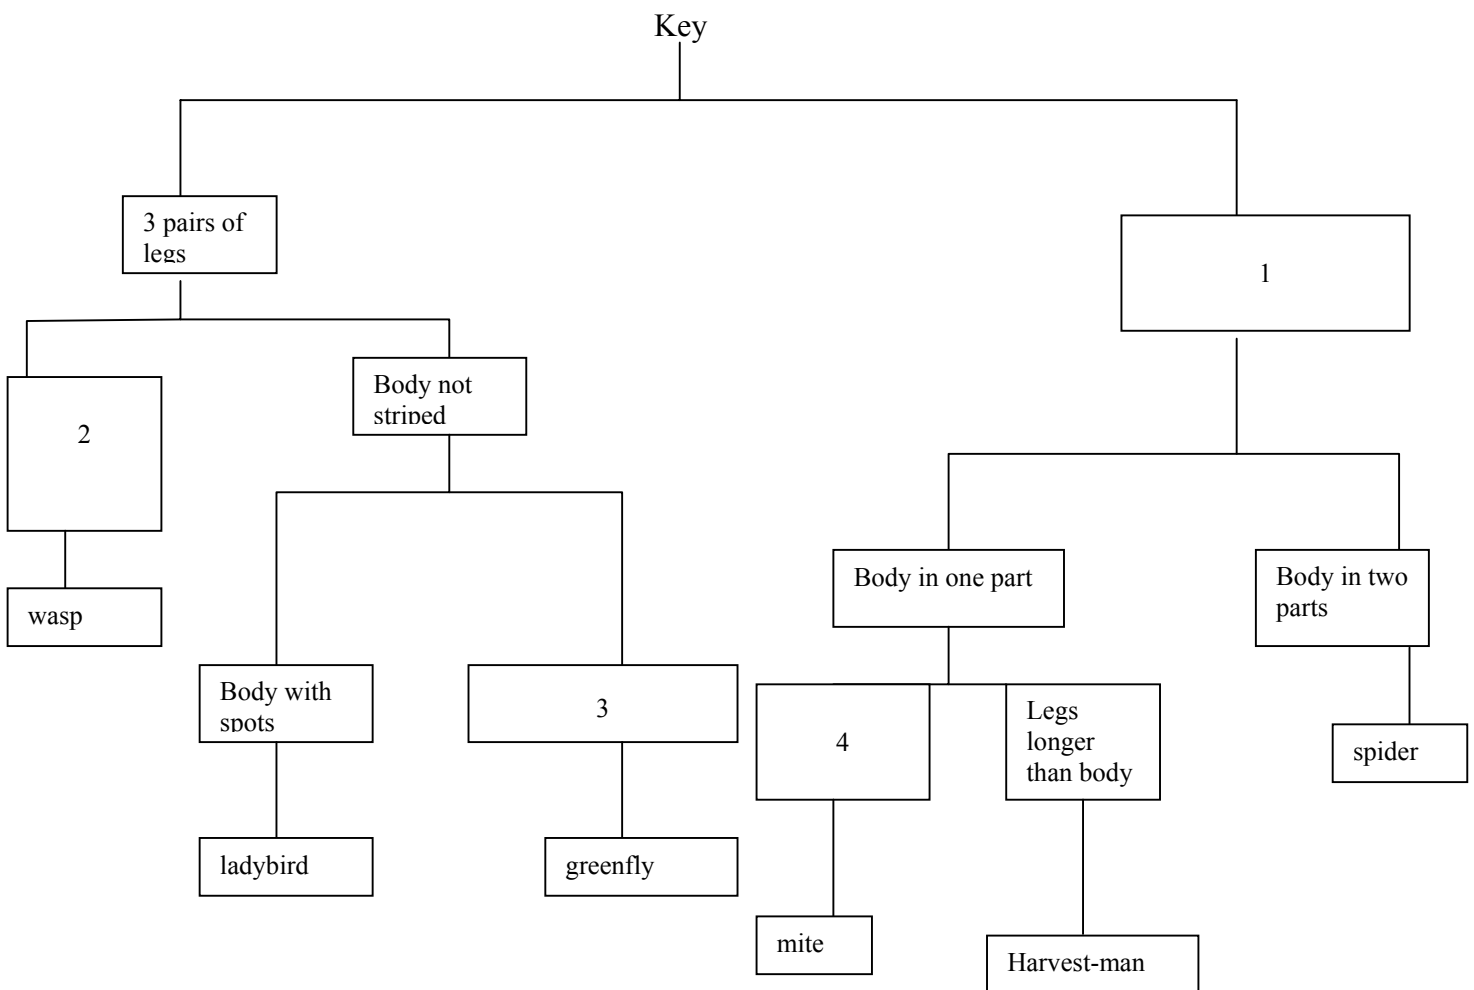 Key
3 pairs of
legs
1
2
Body not
striped
wasp
Body in one part
Body in two
parts
Body with
spots
3
4
Legs
longer
than body
spider
ladybird
greenfly
mite
Harvest-man